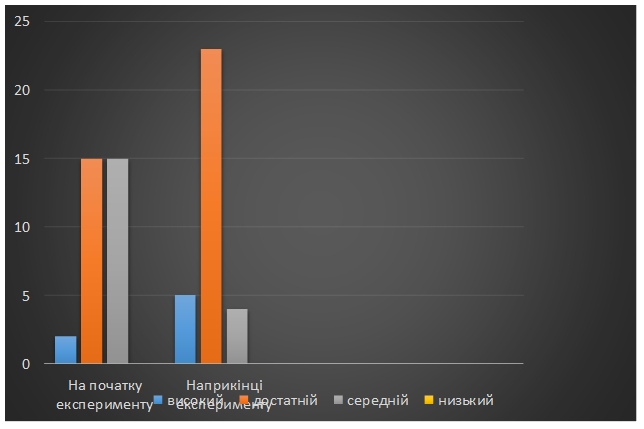 25
20
15
10
5
0
На початку експерименту
Наприкінці експерименту
високий достатній середній низький